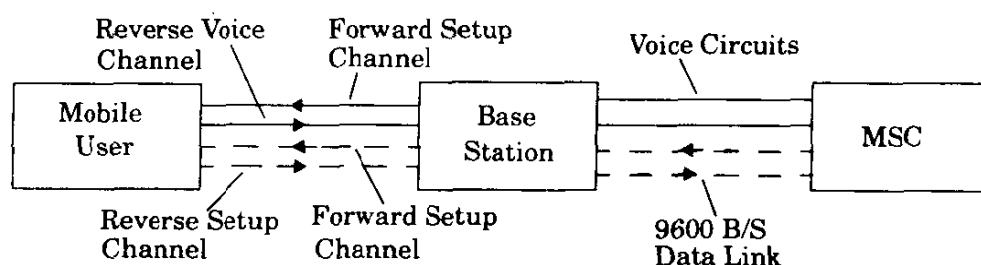 Reverse Voice
Channel
Forward Setup
Channel
Voice Circuits
Mobile
User
Base
Station
MSC
Reverse Setup
Channel
Forward Setup
Channel
9600 B/S
Data Link